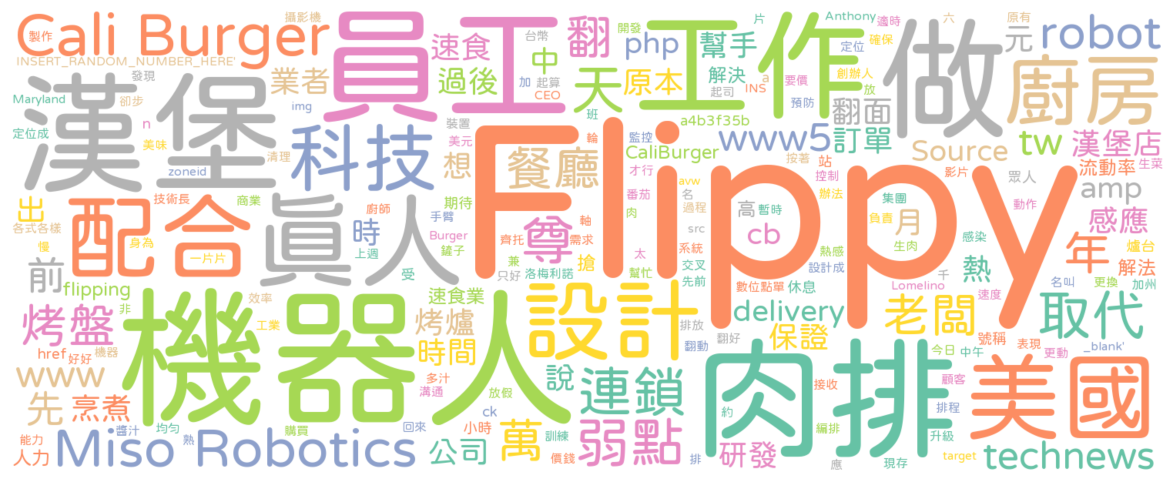 Cali Burger
INSERT_RANDOM_NUMBER_HERE'
製作
攝影機
發現
業者
員工
速食
過後
台幣
中
加
起算
CEO
翻
天
開發
班
php
原本
工作
幫手
解決
a
INS
片
Anthony
定位
要價
創辦人
放
預防
翻面
適時
確保
做
六
原有
元
robot
廚房
Maryland
卻步
定位成
n
美味
zoneid
img
清理
漢堡
科技
想
裝置
美元
輪
餐廳
監控
a4b3f35b
CaliBurger
才行
www5
訂單
起司
按著
站
控制
Source
tw
漢堡店
流動率
生菜
影片
眾人
amp
感應
出
各式各樣
慢
身為
技術長
一片片
商業
配合
真人
時
廚師
手臂
期待
Burger
罐子
上週
兼
受
只好
尊
軸
齊托
需求
洛梅利諾
搶
番茄
肉
avw
名
過程
src
系統
太
幫忙
交叉
先前
高
暫時
cb
辦法
熱感
生肉
設計成
數位點單
休息
Flippy
月
集團
負責
感染
千
Lomelino
速度
熱
動作
年
爐台
解法
更換
加州
名叫
前
flipping
非
效率
工業
烤盤
href
好好
機器
www
先
烹煮
能力
人力
醬汁
均勻
熟
購買
機器人
速食業
烤爐
時間
多汁
溝通
放假
ck
小時
回來
訓練
價錢
設計
說
連鎖
排放
翻動
翻好
delivery
保證
老闆
號稱
表現
取代
今日
中午
更動
_blank'
Miso Robotics
公司
萬
弱點
排
研發
約
肉排
應
編排
接收
顧客
排程
升級
現存
target
美國
technews